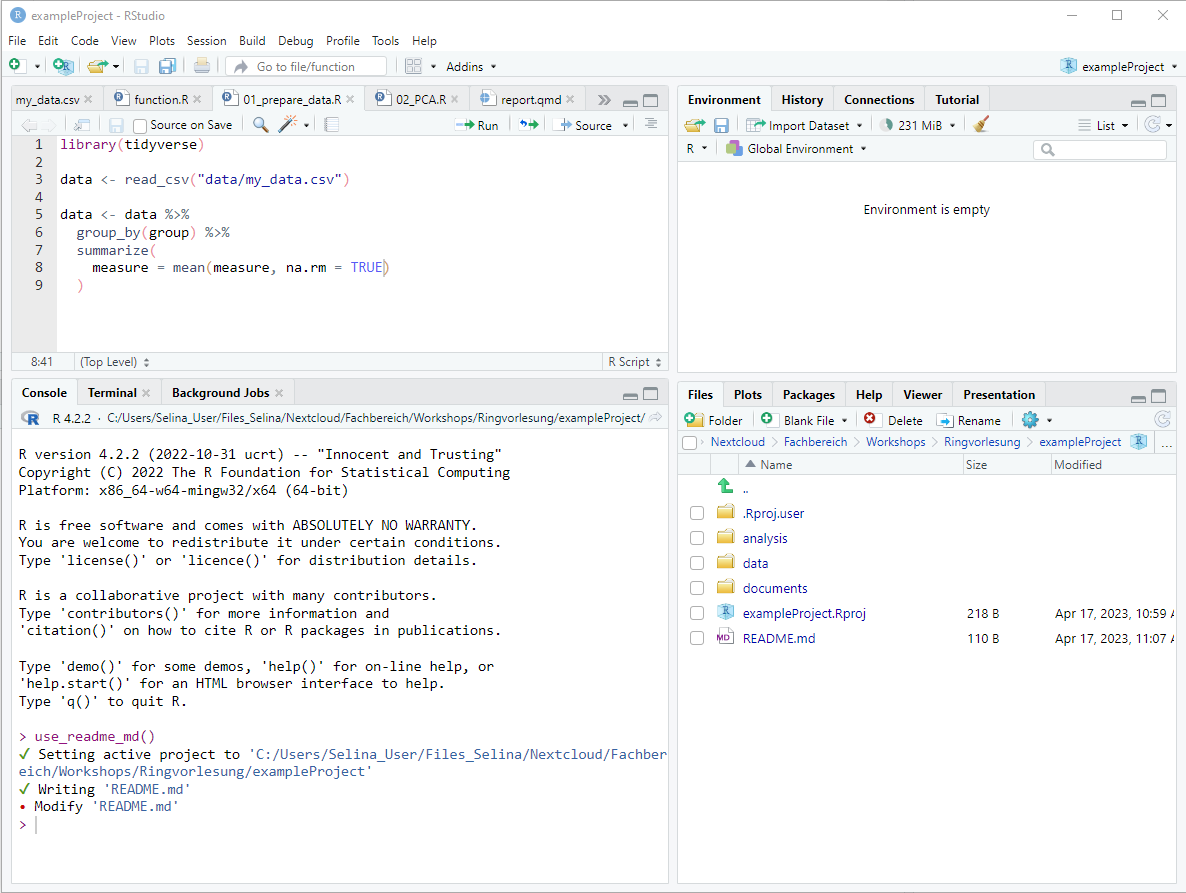 exampleProject - RStudio
File Edit Code View Plots Session Build Debug Profile Tools Help
Go to file/function Addins exampleProject
my_data.csv function.R 01_prepare_data.R 02_PCA.R report.qmd
Source on Save Run Source
1 library(tidyverse)
2
3 data <- read_csv("data/my_data.csv")
4
5 data <- data %>%
6 group_by(group) %>%
7 summarize(
8 measure = mean(measure, na.rm = TRUE)
9 )
8:41 (Top Level) R Script
Console Terminal Background Jobs
R 4.2.2 · C:/Users/Selina_User/Files_Selina/Nextcloud/Fachbereich/Workshops/Ringvorlesung/exampleProject/
R version 4.2.2 (2022-10-31 ucrt) -- "Innocent and Trusting"
Copyright (C) 2022 The R Foundation for Statistical Computing
Platform: x86_64-w64-mingw32/x64 (64-bit)
R is free software and comes with ABSOLUTELY NO WARRANTY.
You are welcome to redistribute it under certain conditions.
Type 'license()' or 'licence()' for distribution details.
R is a collaborative project with many contributors.
Type 'contributors()' for more information and
'citation()' on how to cite R or R packages in publications.
Type 'demo()' for some demos, 'help()' for on-line help, or
'help.start()' for an HTML browser interface to help.
Type 'q()' to quit R.
> use_readme_md()
✓ Setting active project to 'C:/Users/Selina_User/Files_Selina/Nextcloud/Fachber
eich/Workshops/Ringvorlesung/exampleProject'
✓ Writing 'README.md'
• Modify 'README.md'
>
Environment History Connections Tutorial
Import Dataset 231 MiB List
R Global Environment
Environment is empty
Files Plots Packages Help Viewer Presentation
Folder Blank File Delete Rename
Nextcloud > Fachbereich > Workshops > Ringvorlesung > exampleProject ...
Name Size Modified
..
.Rproj.user
analysis
data
documents
exampleProject.Rproj 218 B Apr 17, 2023, 10:59 A
README.md 110 B Apr 17, 2023, 11:07 A